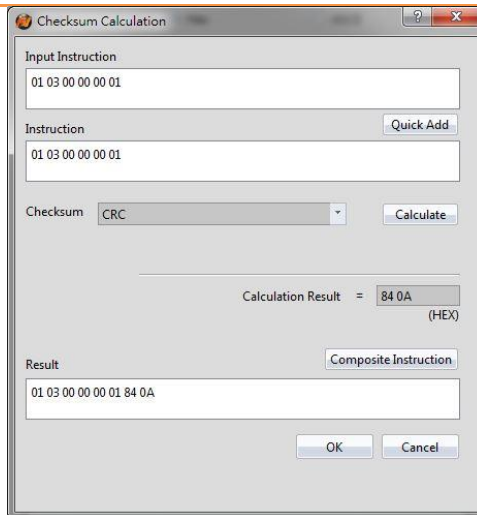 Checksum Calculation
Input Instruction
01 03 00 00 00 01
Quick Add
Instruction
01 03 00 00 00 01
Checksum CRC Calculate
Calculation Result = 84 0A
(HEX)
Composite Instruction
Result
01 03 00 00 00 01 84 0A
OK Cancel